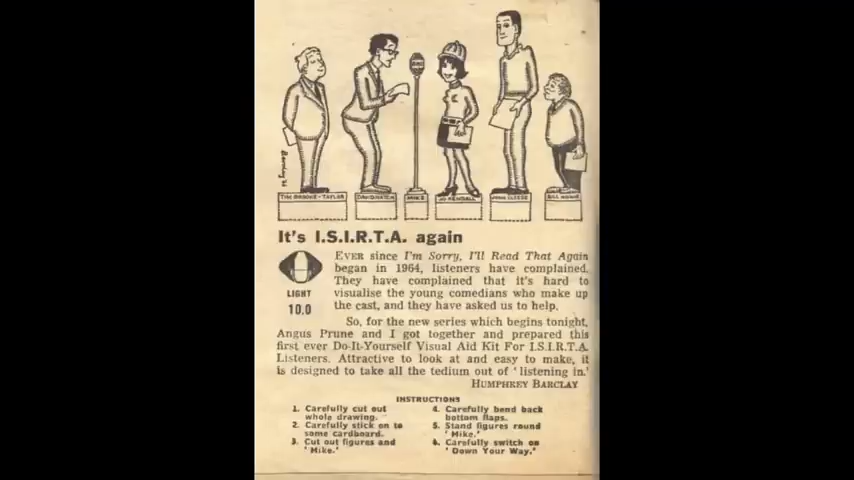 TIM BROOKE-TAYLOR
DAVID HATCH
MIKE
JO KENDALL
JOHN CLEESE
BILL ODDIE
It's I.S.I.R.T.A. again
LIGHT
10.0
EVER since I'm Sorry, I'll Read That Again
began in 1964, listeners have complained.
They have complained that it's hard to
visualise the young comedians who make up
the cast, and they have asked us to help.
So, for the new series which begins tonight,
Angus Prune and I got together and prepared this
first ever Do-It-Yourself Visual Aid Kit For I.S.I.R.T.A.
Listeners. Attractive to look at and easy to make, it
is designed to take all the tedium out of 'listening in.'
HUMPHREY BARCLAY
INSTRUCTIONS
1. Carefully cut out
whole drawing.
2. Carefully stick on to
some cardboard.
3. Cut out figures and
'Mike.'
4. Carefully bend back
bottom flaps.
5. Stand figures round
'Mike.'
6. Carefully switch on
'Down Your Way.'